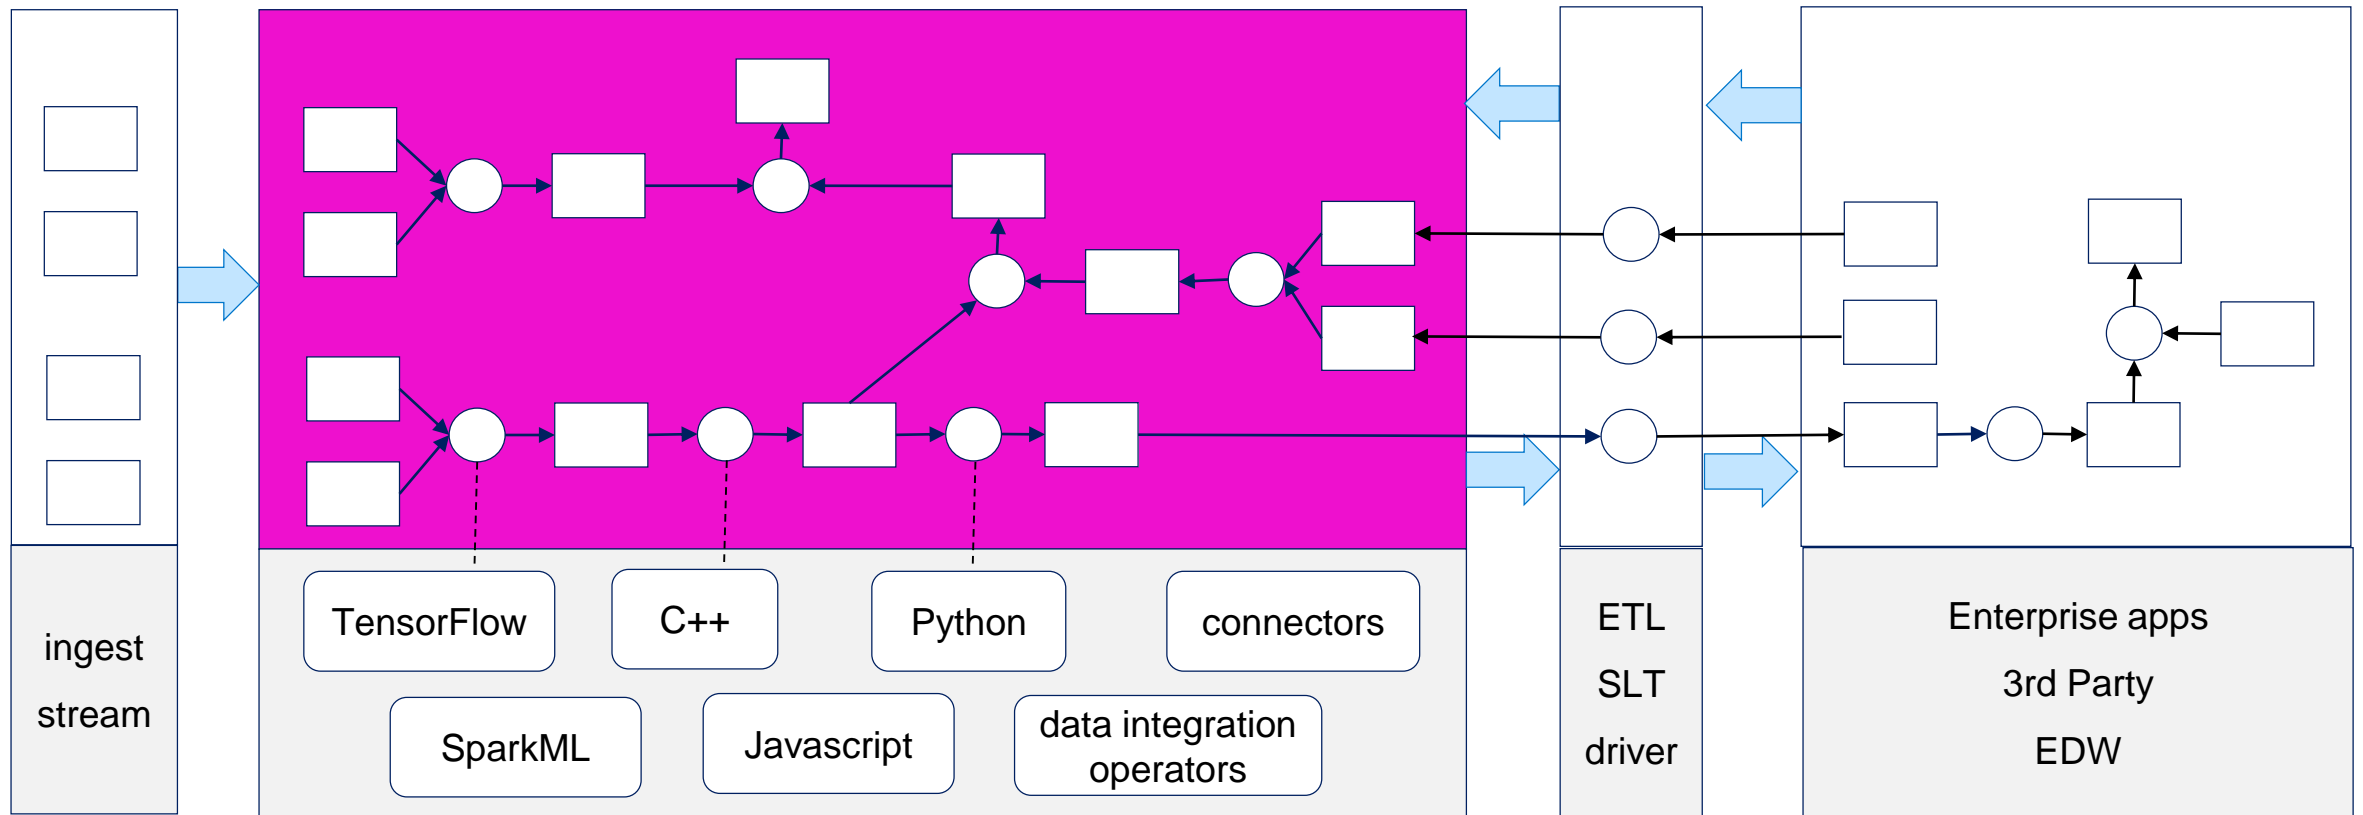 ingest
stream
TensorFlow
C++
Python
connectors
SparkML
Javascript
data integration
operators
ETL
SLT
driver
Enterprise apps
3rd Party
EDW